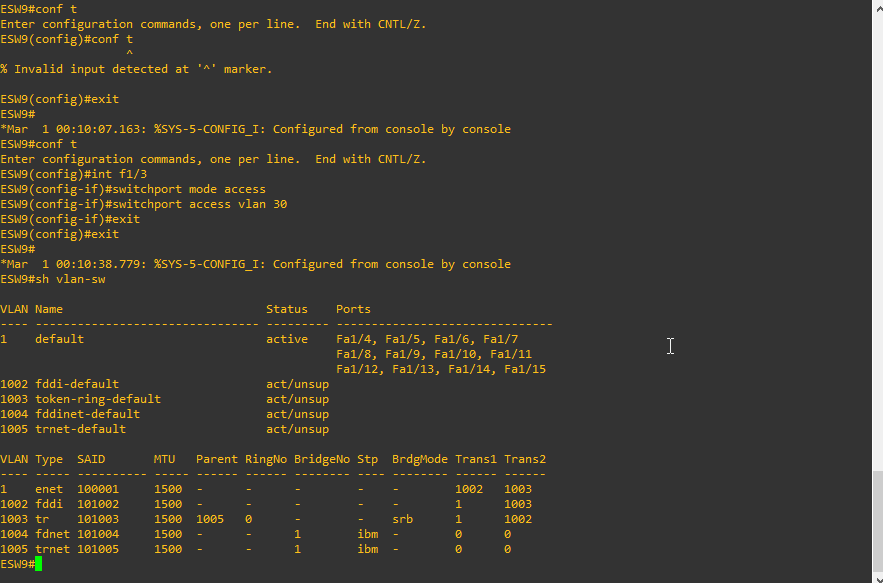 ESW9#conf t
Enter configuration commands, one per line.  End with CNTL/Z.
ESW9(config)#conf t
                  ^
% Invalid input detected at '^' marker.

ESW9(config)#exit
ESW9#
*Mar  1 00:10:07.163: %SYS-5-CONFIG_I: Configured from console by console
ESW9#conf t
Enter configuration commands, one per line.  End with CNTL/Z.
ESW9(config)#int f1/3
ESW9(config-if)#switchport mode access
ESW9(config-if)#switchport access vlan 30
ESW9(config-if)#exit
ESW9(config)#exit
ESW9#
*Mar  1 00:10:38.779: %SYS-5-CONFIG_I: Configured from console by console
ESW9#sh vlan-sw

VLAN Name                             Status    Ports
---- -------------------------------- --------- -------------------------------
1    default                          active    Fa1/4, Fa1/5, Fa1/6, Fa1/7
                                                Fa1/8, Fa1/9, Fa1/10, Fa1/11
                                                Fa1/12, Fa1/13, Fa1/14, Fa1/15
1002 fddi-default                     act/unsup
1003 token-ring-default               act/unsup
1004 fddinet-default                  act/unsup
1005 trnet-default                    act/unsup

VLAN Type  SAID       MTU   Parent RingNo BridgeNo Stp  BrdgMode Trans1 Trans2
---- ----- ---------- ----- ------ ------ -------- ---- -------- ------ ------
1    enet  100001     1500  -      -      -        -    -        1002   1003
1002 fddi  101002     1500  -      -      -        -    -        1      1003
1003 tr    101003     1500  1005   0      -        -    srb      1      1002
1004 fdnet 101004     1500  -      -      1        ibm  -        0      0
1005 trnet 101005     1500  -      -      1        ibm  -        0      0
ESW9#